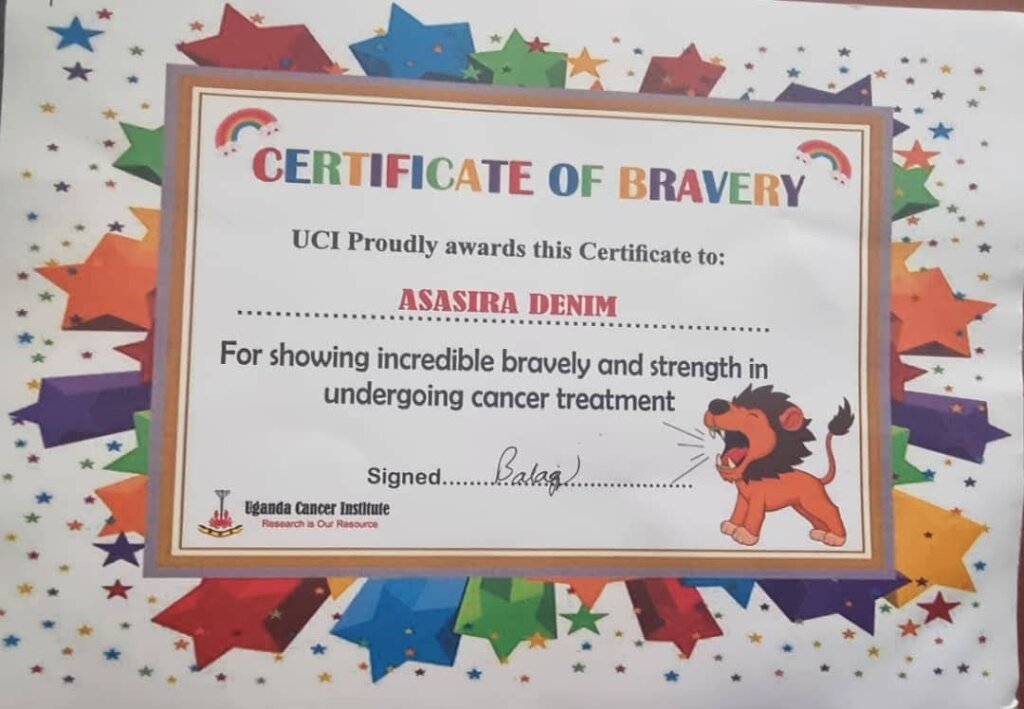 CERTIFICATE OF BRAVERY
UCI Proudly awards this Certificate to:
ASASIRA DENIM
For showing incredible bravely and strength in
undergoing cancer treatment
Signed.......Balagi......................
Uganda Cancer Institute
Research is Our Resource